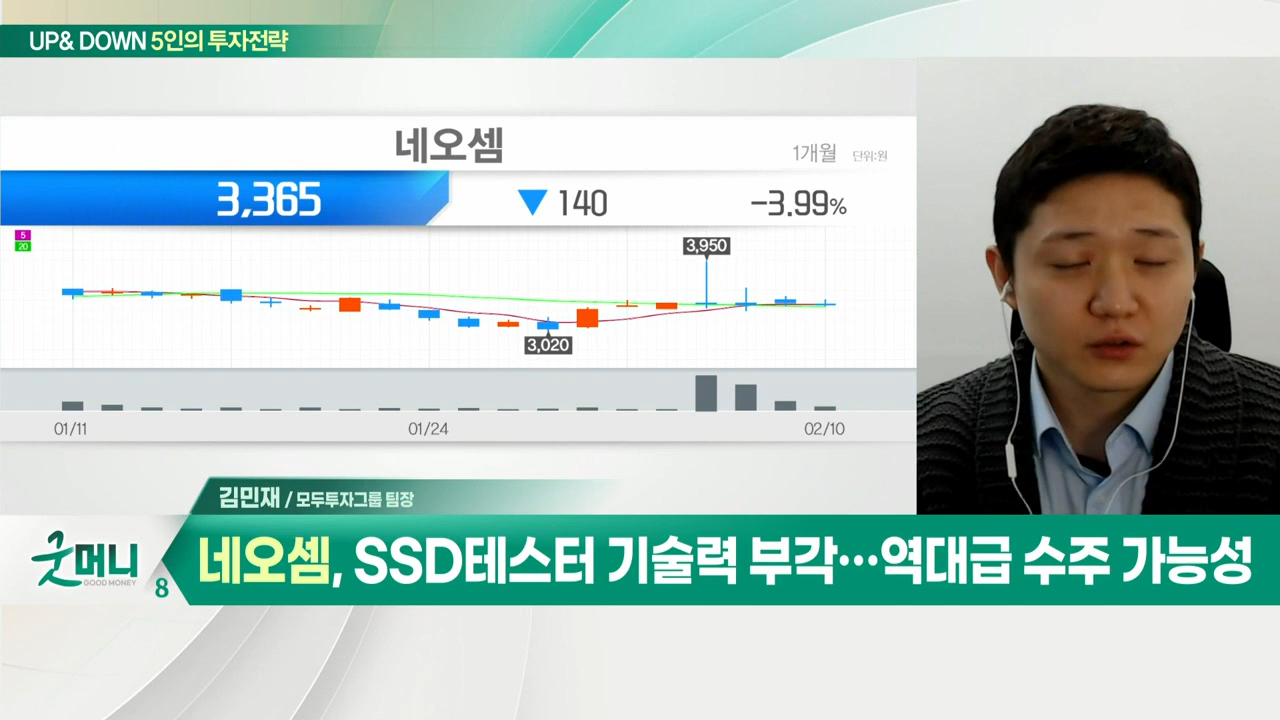 UP& DOWN 5인의 투자전략
네오셈
1개월 단위:원
3,365 ▼ 140 -3.99%
5
20
3,950
3,020
01/11 01/24 02/10
김민재 / 모두투자그룹 팀장
굿머니
GOOD MONEY
8
네오셈, SSD테스터 기술력 부각…역대급 수주 가능성